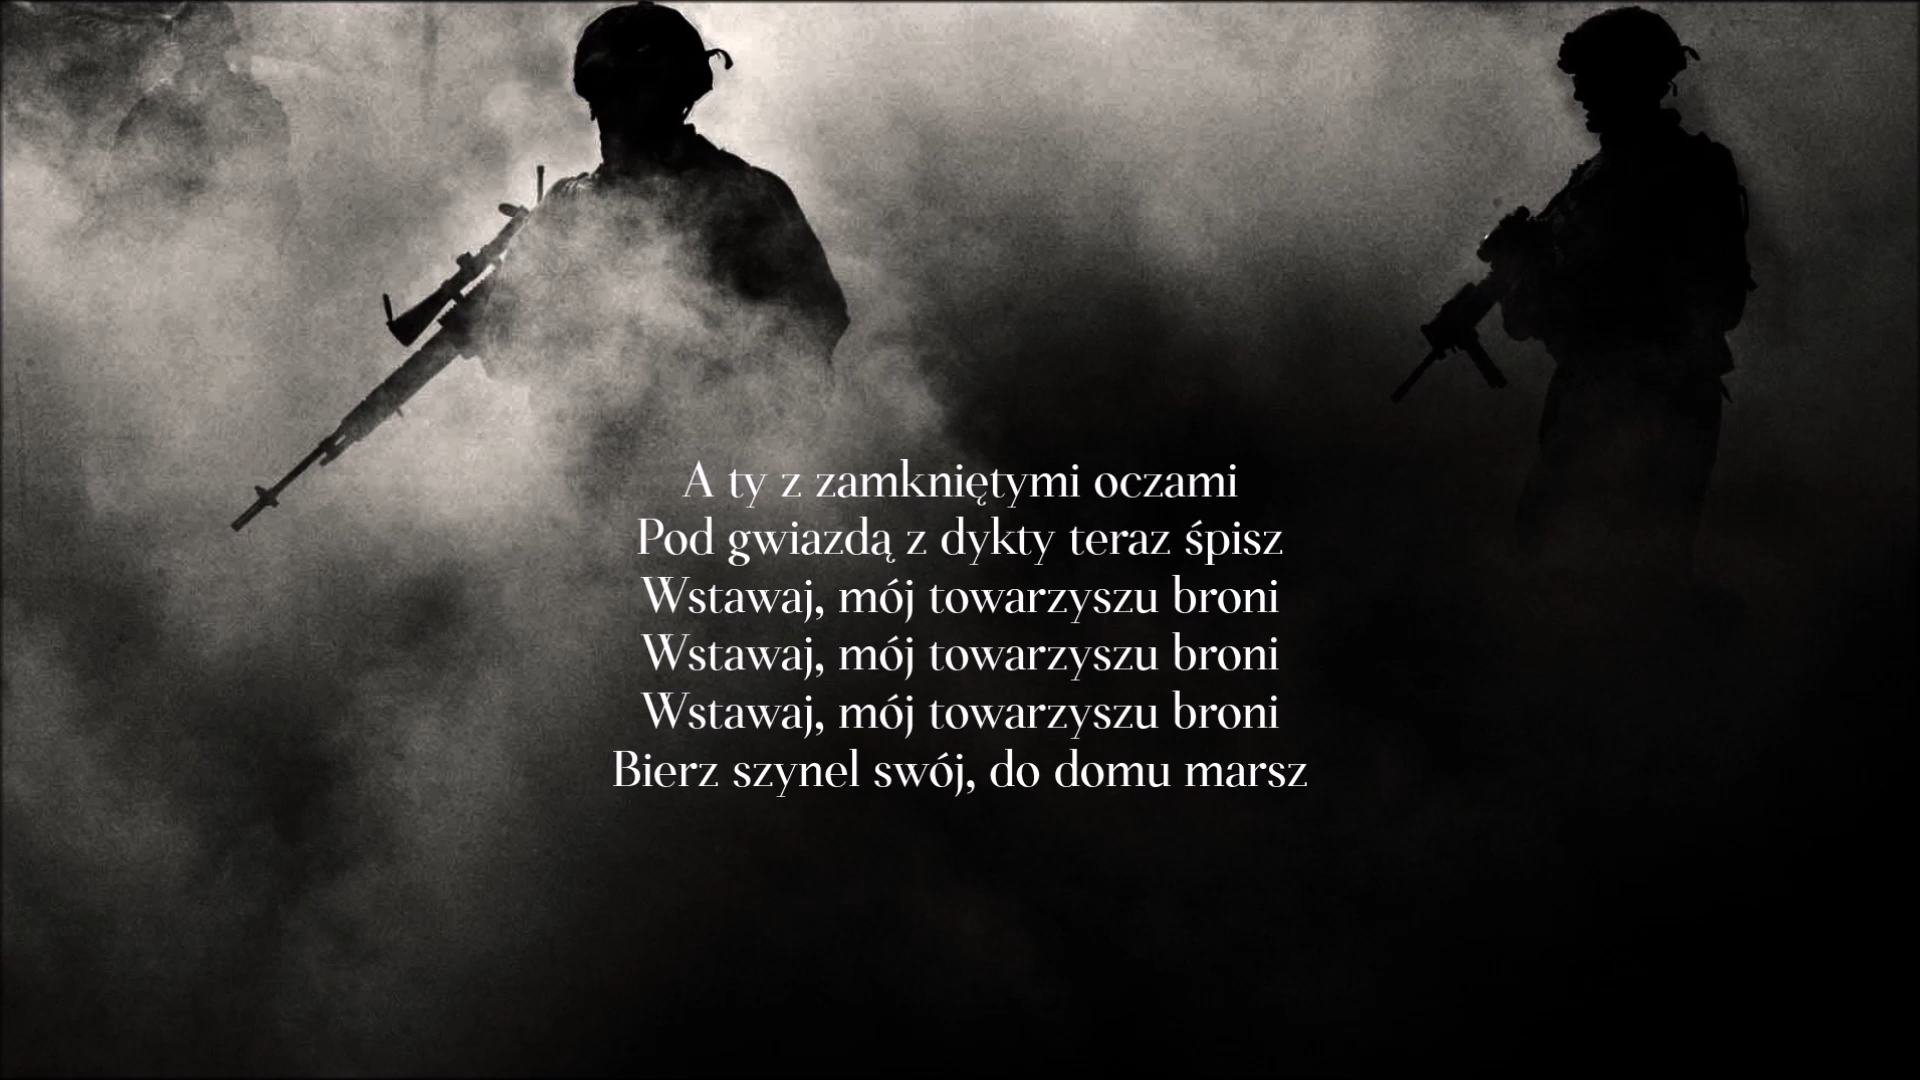 A ty z zamkniętymi oczami
Pod gwiazdą z dykty teraz śpisz
Wstawaj, mój towarzyszu broni
Wstawaj, mój towarzyszu broni
Wstawaj, mój towarzyszu broni
Bierz szynel swój, do domu marsz